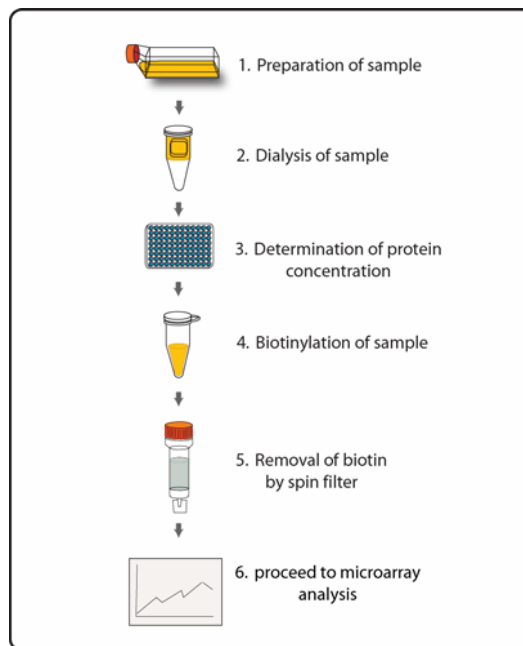 1. Preparation of sample
2. Dialysis of sample
3. Determination of protein
concentration
4. Biotinylation of sample
5. Removal of biotin
by spin filter
6. proceed to microarray
analysis